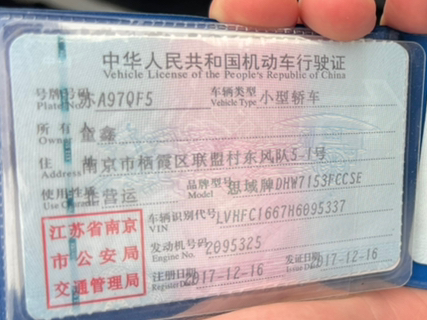 中华人民共和国机动车行驶证
Vehicle License of the People's Republic of China
号牌号码 苏A97QF5 车辆类型 小型轿车
Plate No. Vehicle Type
所有人 童鑫
Owner
住址 南京市栖霞区联盟村东风队5-1号
Address
使用性质 营运 品牌型号 思域牌DHW7153FCCSE
Use Character Model
车辆识别代号 LVHFC1667H6095337
VIN
发动机号码 2095325
Engine No.
注册日期 2017-12-16 发证日期 2017-12-16
Register Date Issue Date
江苏省南京
市公安局
交通管理局